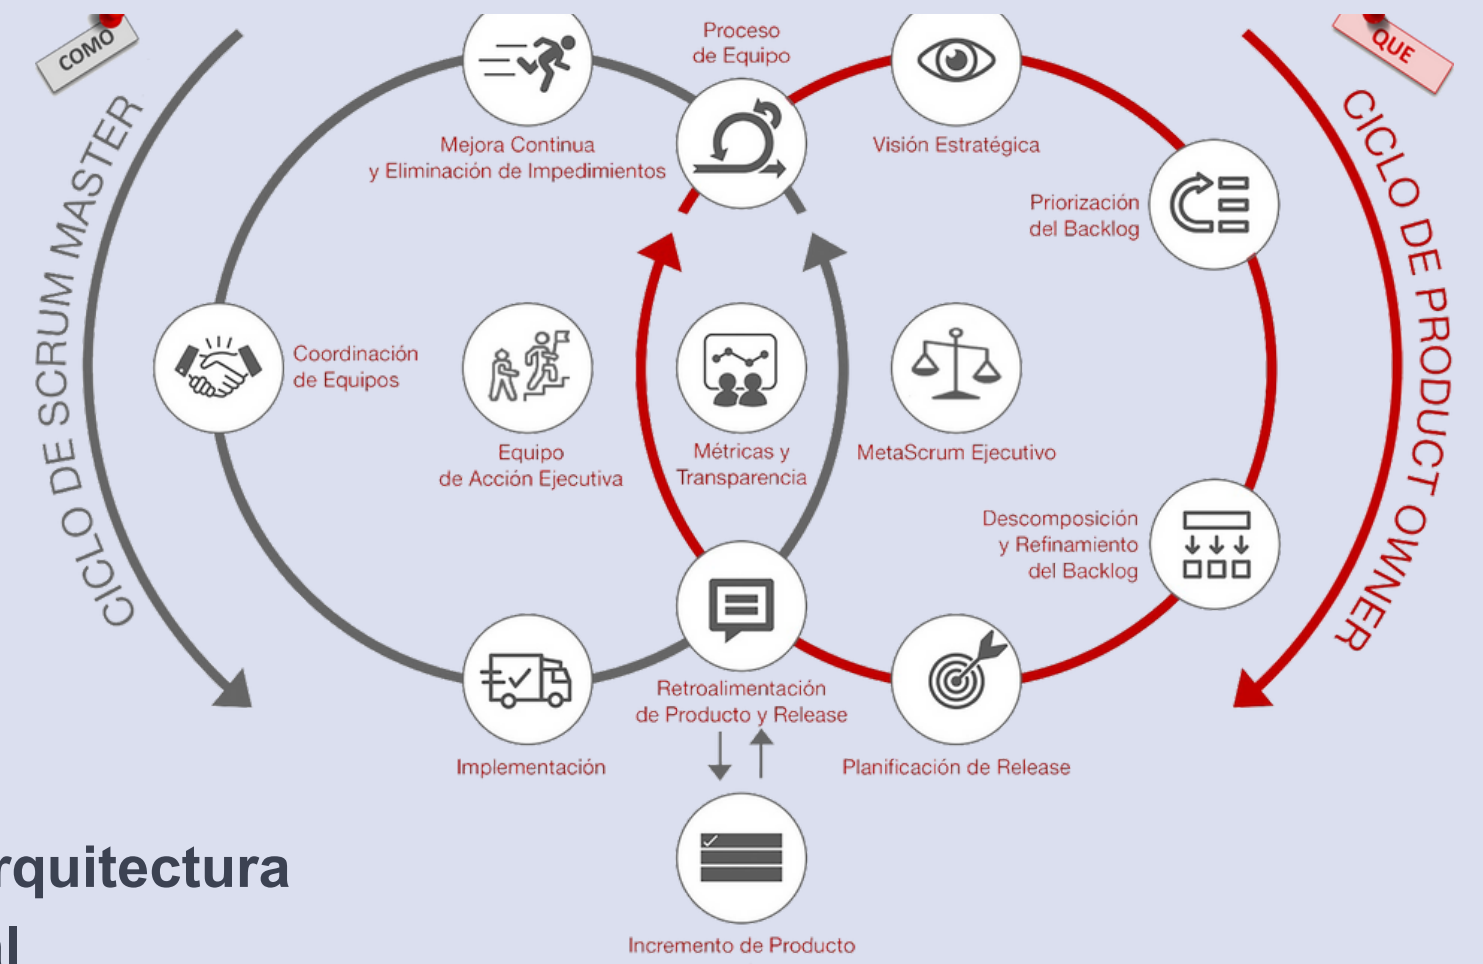 COMO
QUE
CICLO DE SCRUM MASTER
CICLO DE PRODUCT OWNER
Proceso
de Equipo
Mejora Continua
y Eliminación de Impedimientos
Visión Estratégica
Priorización
del Backlog
Coordinación
de Equipos
Equipo
de Acción Ejecutiva
Métricas y
Transparencia
MetaScrum Ejecutivo
Descomposición
y Refinamiento
del Backlog
Retroalimentación
de Producto y Release
Implementación
Planificación de Release
rquitectura
Incremento de Producto